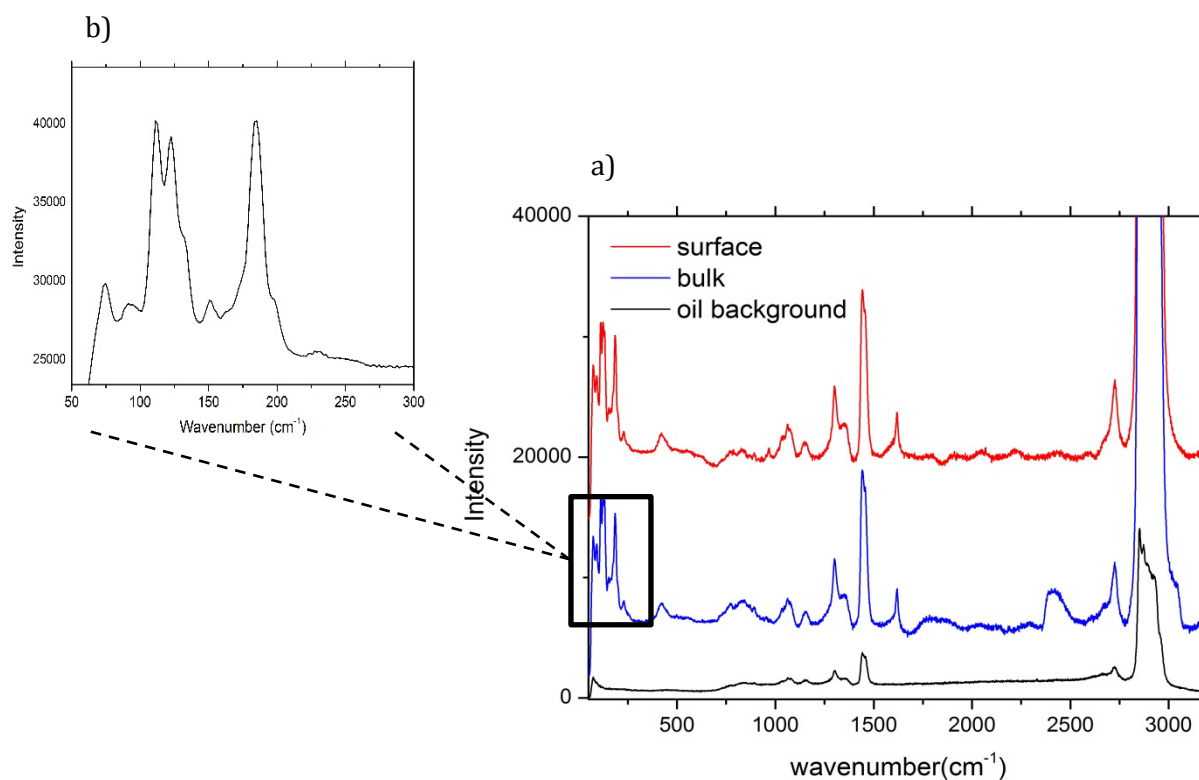 b)
40000
35000
30000
25000
Intensity
50
100
150
200
250
300
Wavenumber (cm⁻¹)
a)
40000
20000
0
Intensity
surface
bulk
oil background
500
1000
1500
2000
2500
3000
wavenumber(cm⁻¹)